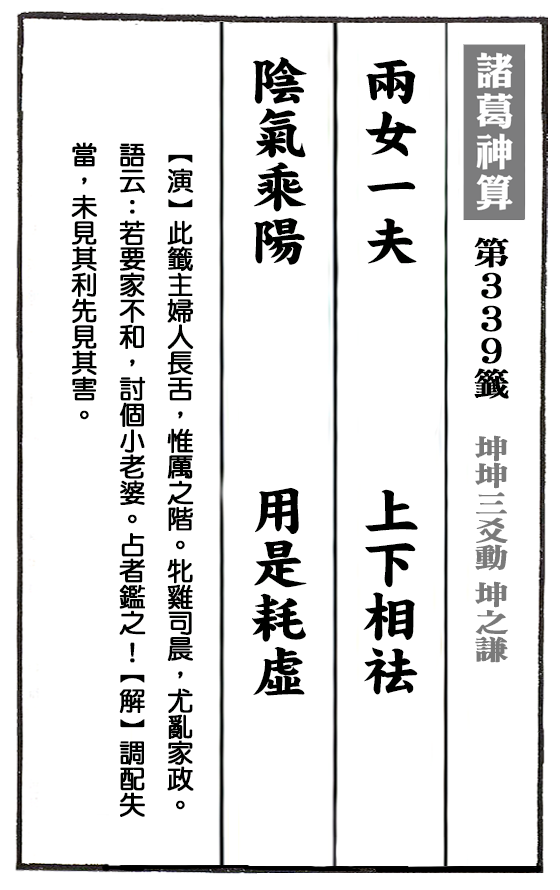 諸葛神算 第339籤 坤坤三爻動 坤之謙
兩女一夫 上下相祛
陰氣乘陽 用是耗虛
【演】此籤主婦人長舌,惟厲之階。牝雞司晨,尤亂家政。
語云:若要家不和,討個小老婆。占者鑑之!【解】調配失
當,未見其利先見其害。